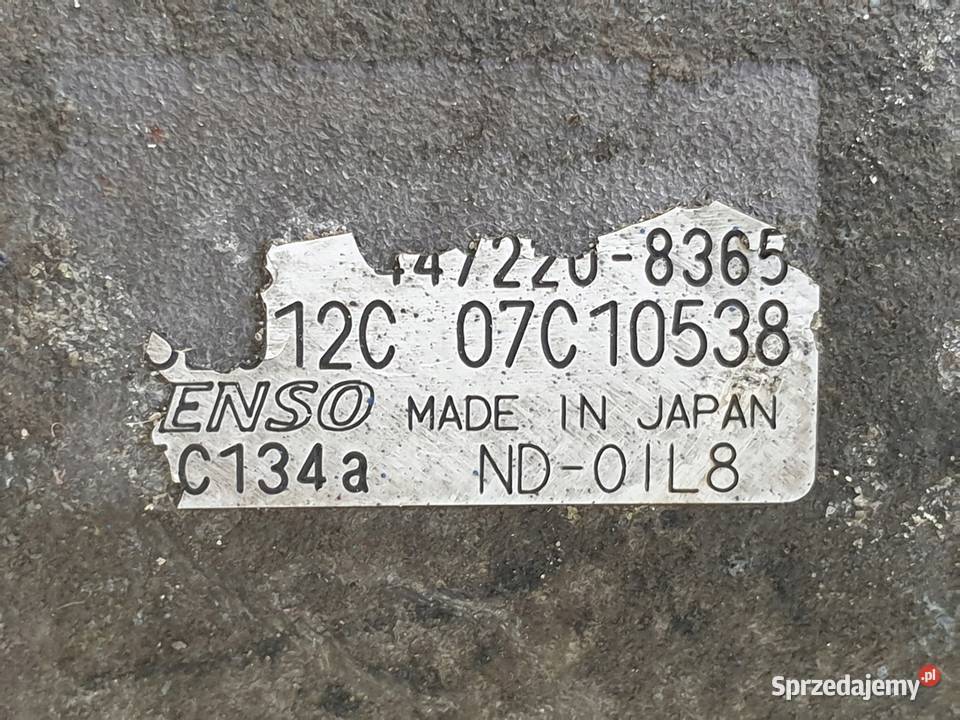 447220-8365
12C 07C10538
ENSO MADE IN JAPAN
C134a ND-OIL8
Sprzedajemy.pl